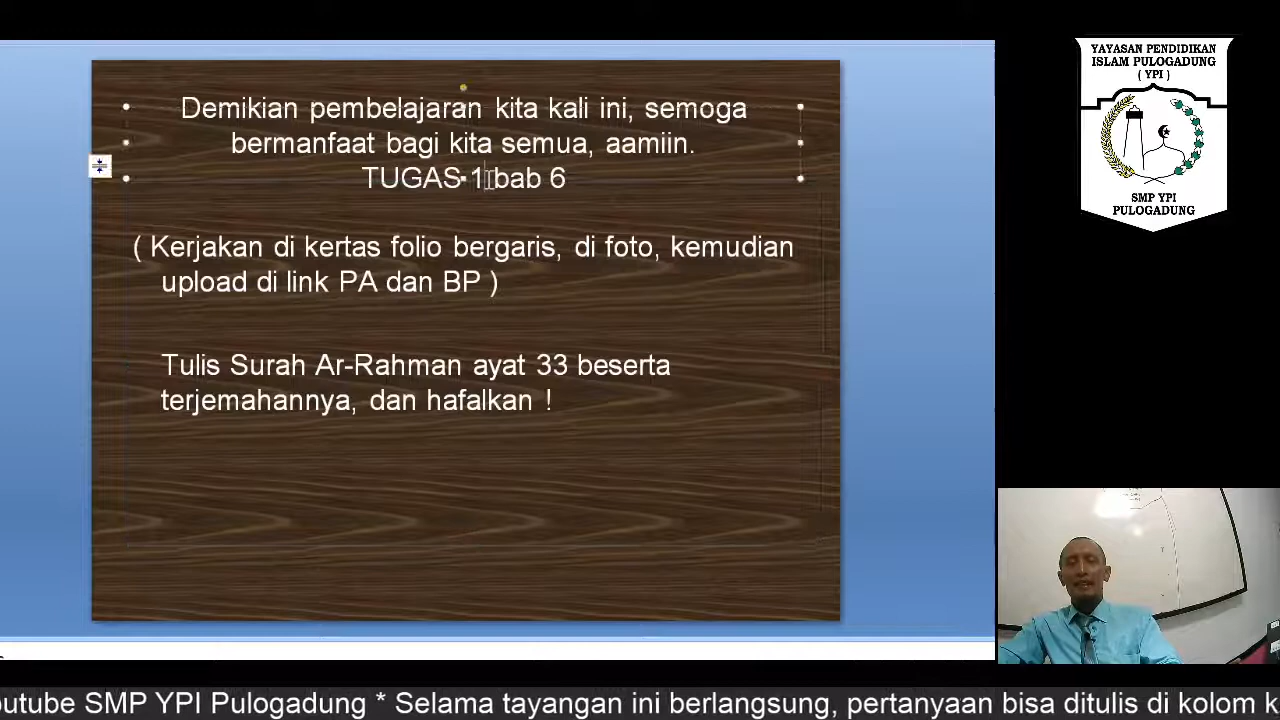 Demikian pembelajaran kita kali ini, semoga
bermanfaat bagi kita semua, aamiin.
TUGAS 1 bab 6
( Kerjakan di kertas folio bergaris, di foto, kemudian
upload di link PA dan BP )
Tulis Surah Ar-Rahman ayat 33 beserta
terjemahannya, dan hafalkan !
YAYASAN PENDIDIKAN
ISLAM PULOGADUNG
( YPI )
SMP YPI
PULOGADUNG
outube SMP YPI Pulogadung * Selama tayangan ini berlangsung, pertanyaan bisa ditulis di kolom k